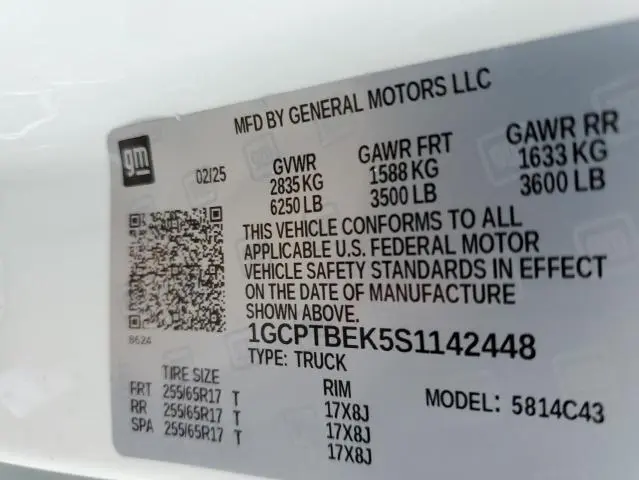 MFD BY GENERAL MOTORS LLC
gm
02/25
GVWR GAWR FRT GAWR RR
2835 KG 1588 KG 1633 KG
6250 LB 3500 LB 3600 LB
THIS VEHICLE CONFORMS TO ALL
APPLICABLE U.S. FEDERAL MOTOR
VEHICLE SAFETY STANDARDS IN EFFECT
ON THE DATE OF MANUFACTURE
SHOWN ABOVE.
8624
1GCPTBEK5S1142448
TYPE: TRUCK
TIRE SIZE RIM MODEL: 5814C43
FRT 255/65R17 T 17X8J
RR 255/65R17 T 17X8J
SPA 255/65R17 T 17X8J